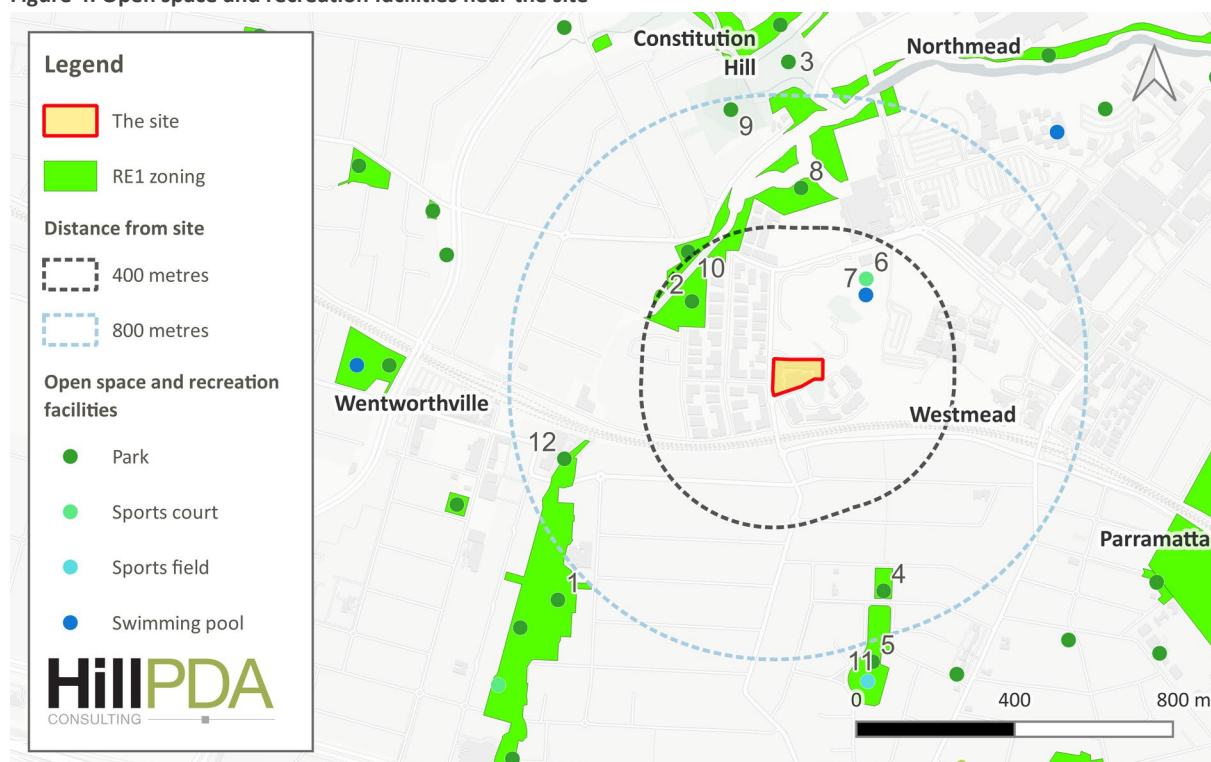 Figure 4: Open space and recreation facilities near the site
Legend
The site
RE1 zoning
Distance from site
400 metres
800 metres
Open space and recreation
facilities
Park
Sports court
Sports field
Swimming pool
HillPDA
CONSULTING
Constitution
Hill
Northmead
3
9
8
6
7
10
2
Wentworthville
Westmead
12
Parramatta
4
1
5
11
0
400
800 m